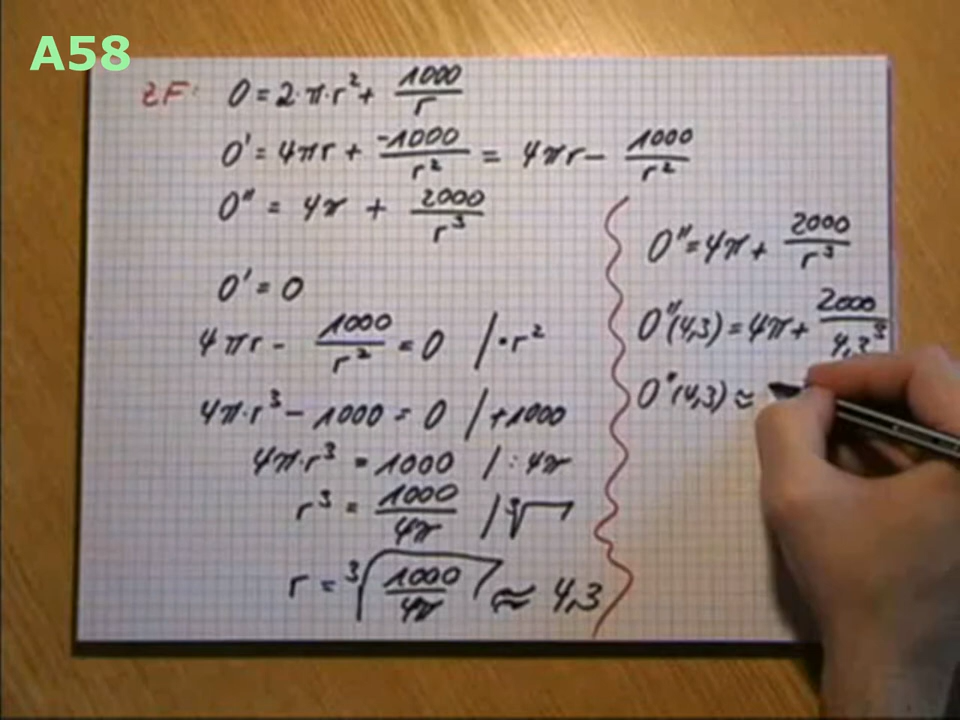 A58
ZF: O = 2·π·r² + 1000/r
O' = 4πr + -1000/r² = 4πr - 1000/r²
O'' = 4π + 2000/r³
O' = 0
4πr - 1000/r² = 0 | ·r²
4π·r³ - 1000 = 0 | +1000
4π·r³ = 1000 | :4π
r³ = 1000/4π | ∛
r = ∛(1000/4π) ≈ 4,3
O'' = 4π + 2000/r³
O''(4,3) = 4π + 2000/4,3³
O''(4,3) ≈